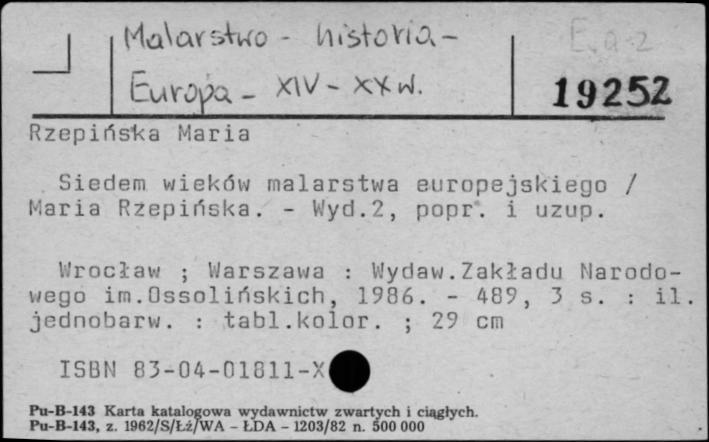 Malarstwo - historia -
E.a-2
Europa - XIV - XX w.
19252
Rzepińska Maria
Siedem wieków malarstwa europejskiego /
Maria Rzepińska. - Wyd.2, popr. i uzup.
Wrocław ; Warszawa : Wydaw.Zakładu Narodo-
wego im.Ossolińskich, 1986. - 489, 3 s. : il.
jednobarw. : tabl.kolor. ; 29 cm
ISBN 83-04-01811-X
Pu-B-143 Karta katalogowa wydawnictw zwartych i ciągłych.
Pu-B-143, z. 1962/S/Łź/WA - ŁDA - 1203/82 n. 500 000